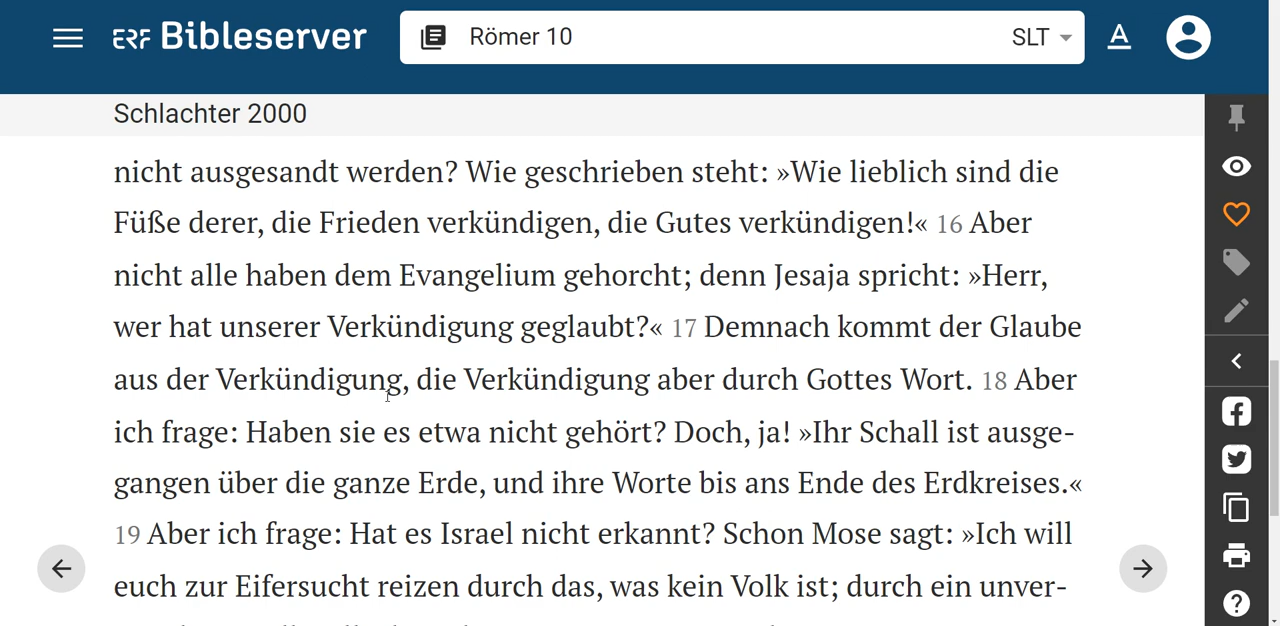 ERF Bibleserver
Römer 10
SLT
A
Schlachter 2000
nicht ausgesandt werden? Wie geschrieben steht: »Wie lieblich sind die
Füße derer, die Frieden verkündigen, die Gutes verkündigen!« 16 Aber
nicht alle haben dem Evangelium gehorcht; denn Jesaja spricht: »Herr,
wer hat unserer Verkündigung geglaubt?« 17 Demnach kommt der Glaube
aus der Verkündigung, die Verkündigung aber durch Gottes Wort. 18 Aber
ich frage: Haben sie es etwa nicht gehört? Doch, ja! »Ihr Schall ist ausge-
gangen über die ganze Erde, und ihre Worte bis ans Ende des Erdkreises.«
19 Aber ich frage: Hat es Israel nicht erkannt? Schon Mose sagt: »Ich will
euch zur Eifersucht reizen durch das, was kein Volk ist; durch ein unver-